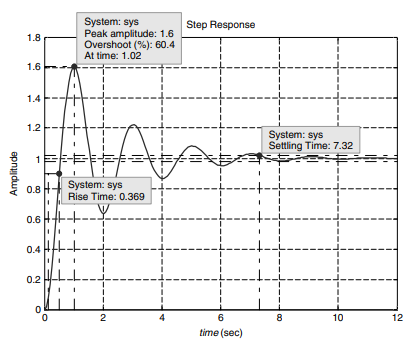 Step Response
System: sys
Peak amplitude: 1.6
Overshoot (%): 60.4
At time: 1.02
System: sys
Settling Time: 7.32
System: sys
Rise Time: 0.369
Amplitude
1.8
1.6
1.4
1.2
1
0.8
0.6
0.4
0.2
0
0 2 4 6 8 10 12
time (sec)